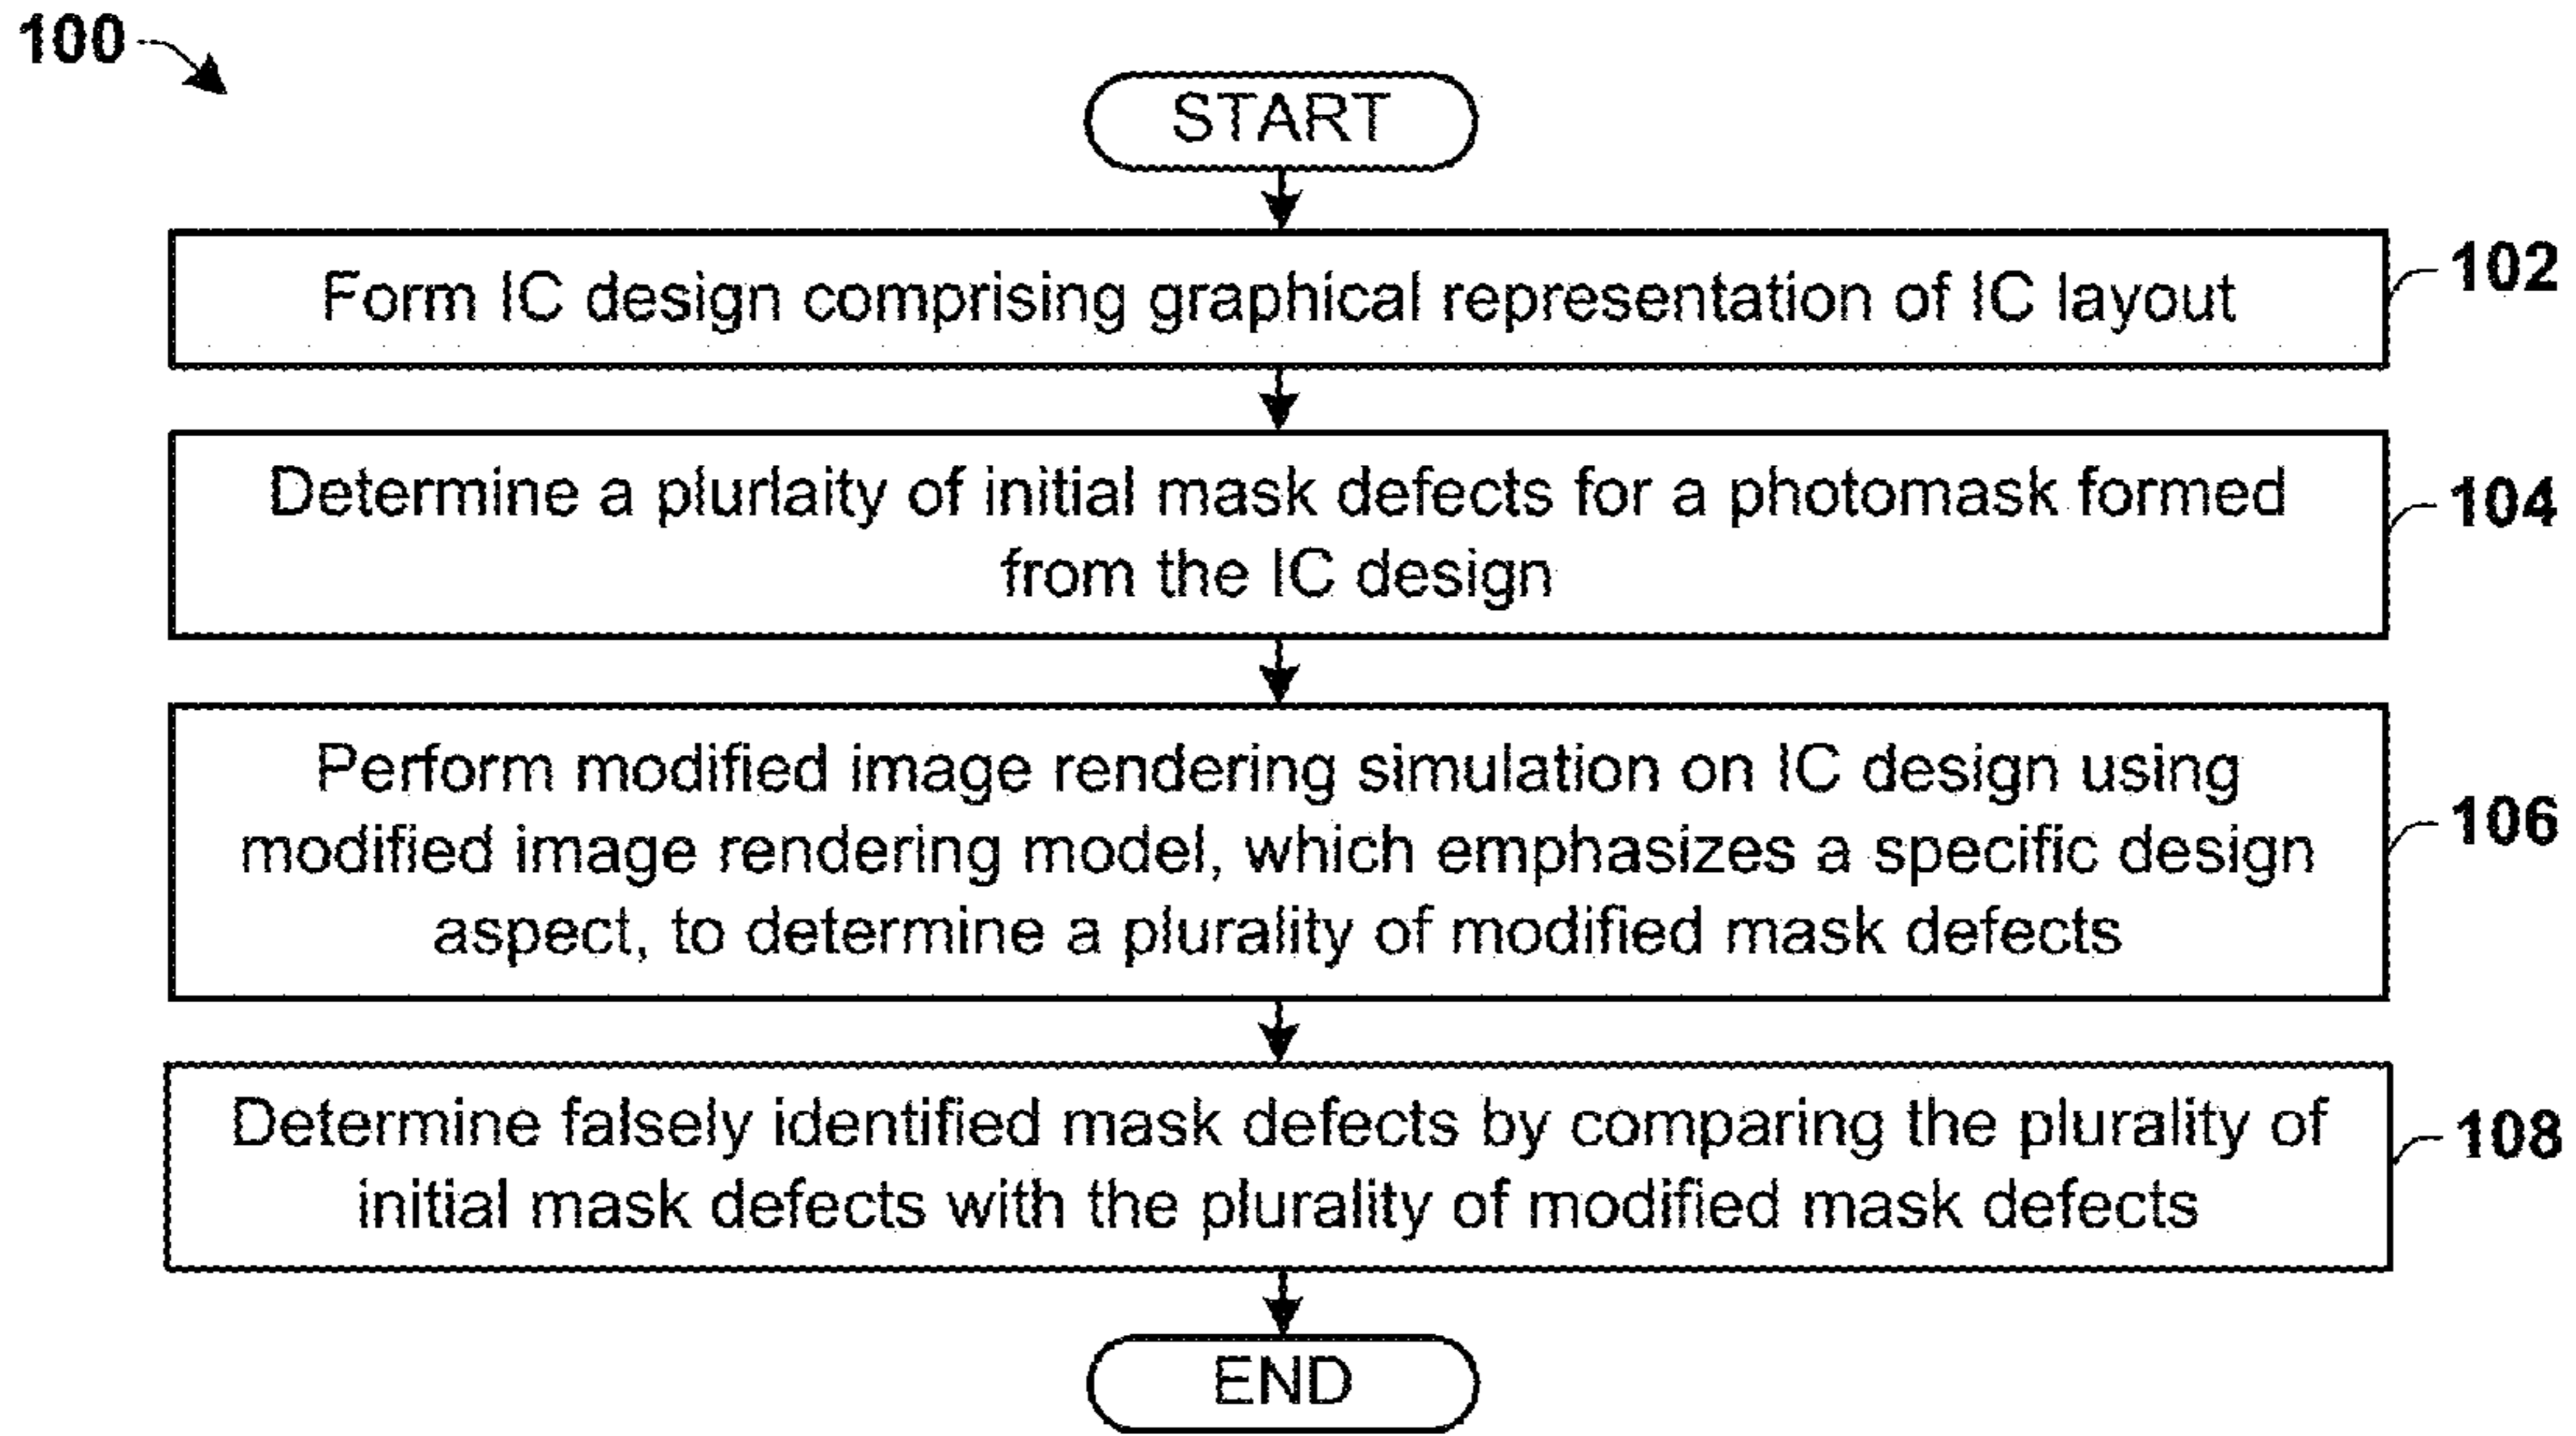 100
START
Form IC design comprising graphical representation of IC layout
102
Determine a plurlaity of initial mask defects for a photomask formed
from the IC design
104
Perform modified image rendering simulation on IC design using
modified image rendering model, which emphasizes a specific design
aspect, to determine a plurality of modified mask defects
106
Determine falsely identified mask defects by comparing the plurality of
initial mask defects with the plurality of modified mask defects
108
END